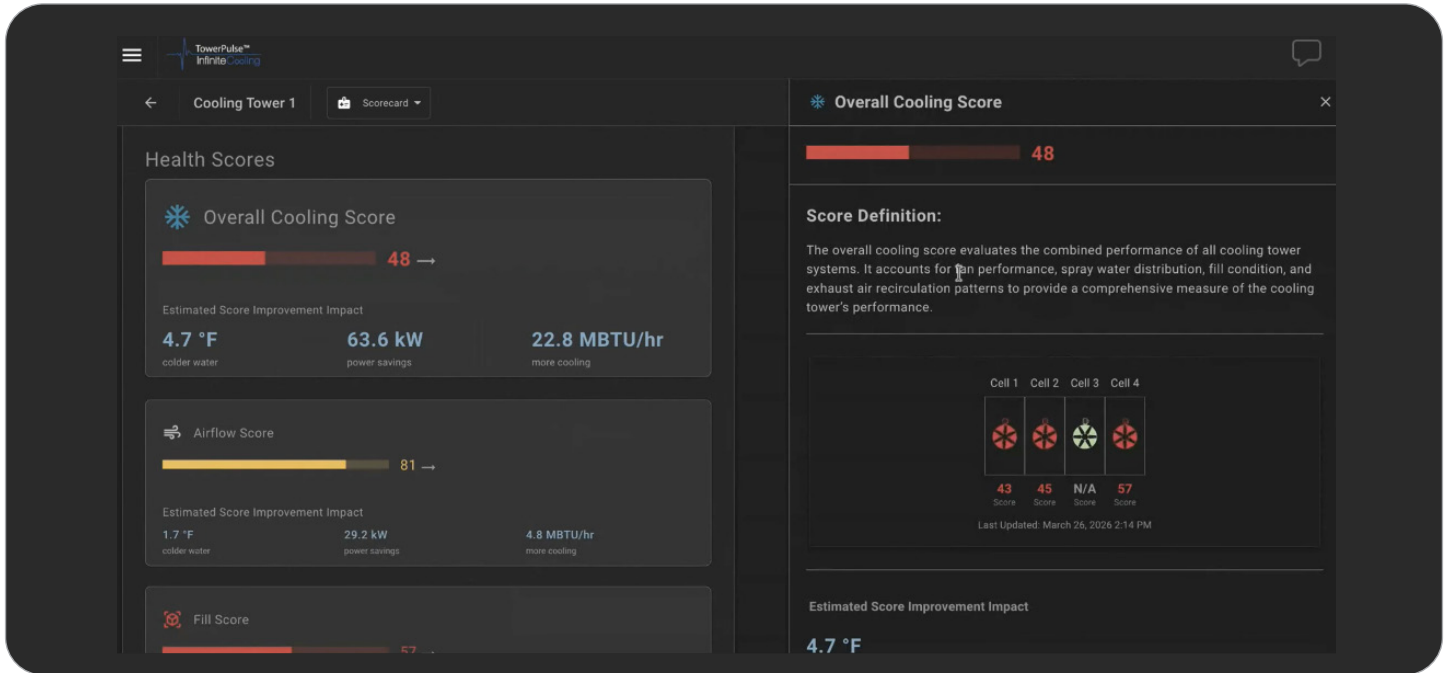 TowerPulse™
InfiniteCooling
Cooling Tower 1
Scorecard
Health Scores
Overall Cooling Score
48 →
Estimated Score Improvement Impact
4.7 °F
63.6 kW
22.8 MBTU/hr
colder water
power savings
more cooling
Airflow Score
81 →
Estimated Score Improvement Impact
1.7 °F
29.2 kW
4.8 MBTU/hr
colder water
power savings
more cooling
Fill Score
57 →
Overall Cooling Score
48
Score Definition:
The overall cooling score evaluates the combined performance of all cooling tower
systems. It accounts for fan performance, spray water distribution, fill condition, and
exhaust air recirculation patterns to provide a comprehensive measure of the cooling
tower's performance.
Cell 1 Cell 2 Cell 3 Cell 4
43 45 N/A 57
Score Score Score Score
Last Updated: March 26, 2026 2:14 PM
Estimated Score Improvement Impact
4.7 °F